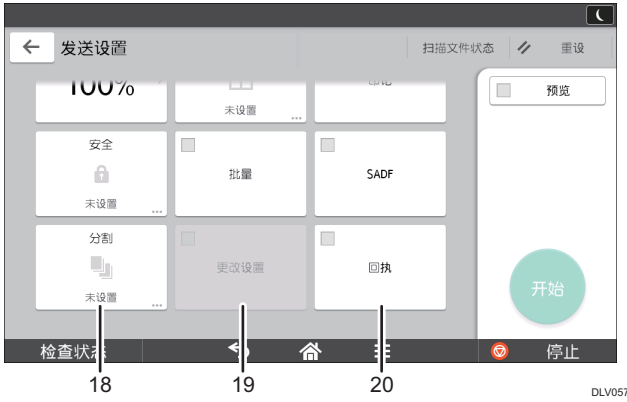 发送设置
扫描文件状态
重设
100%
未设置
预览
安全
未设置
批量
SADF
分割
未设置
更改设置
回执
开始
检查状
停止
18
19
20
DLV057